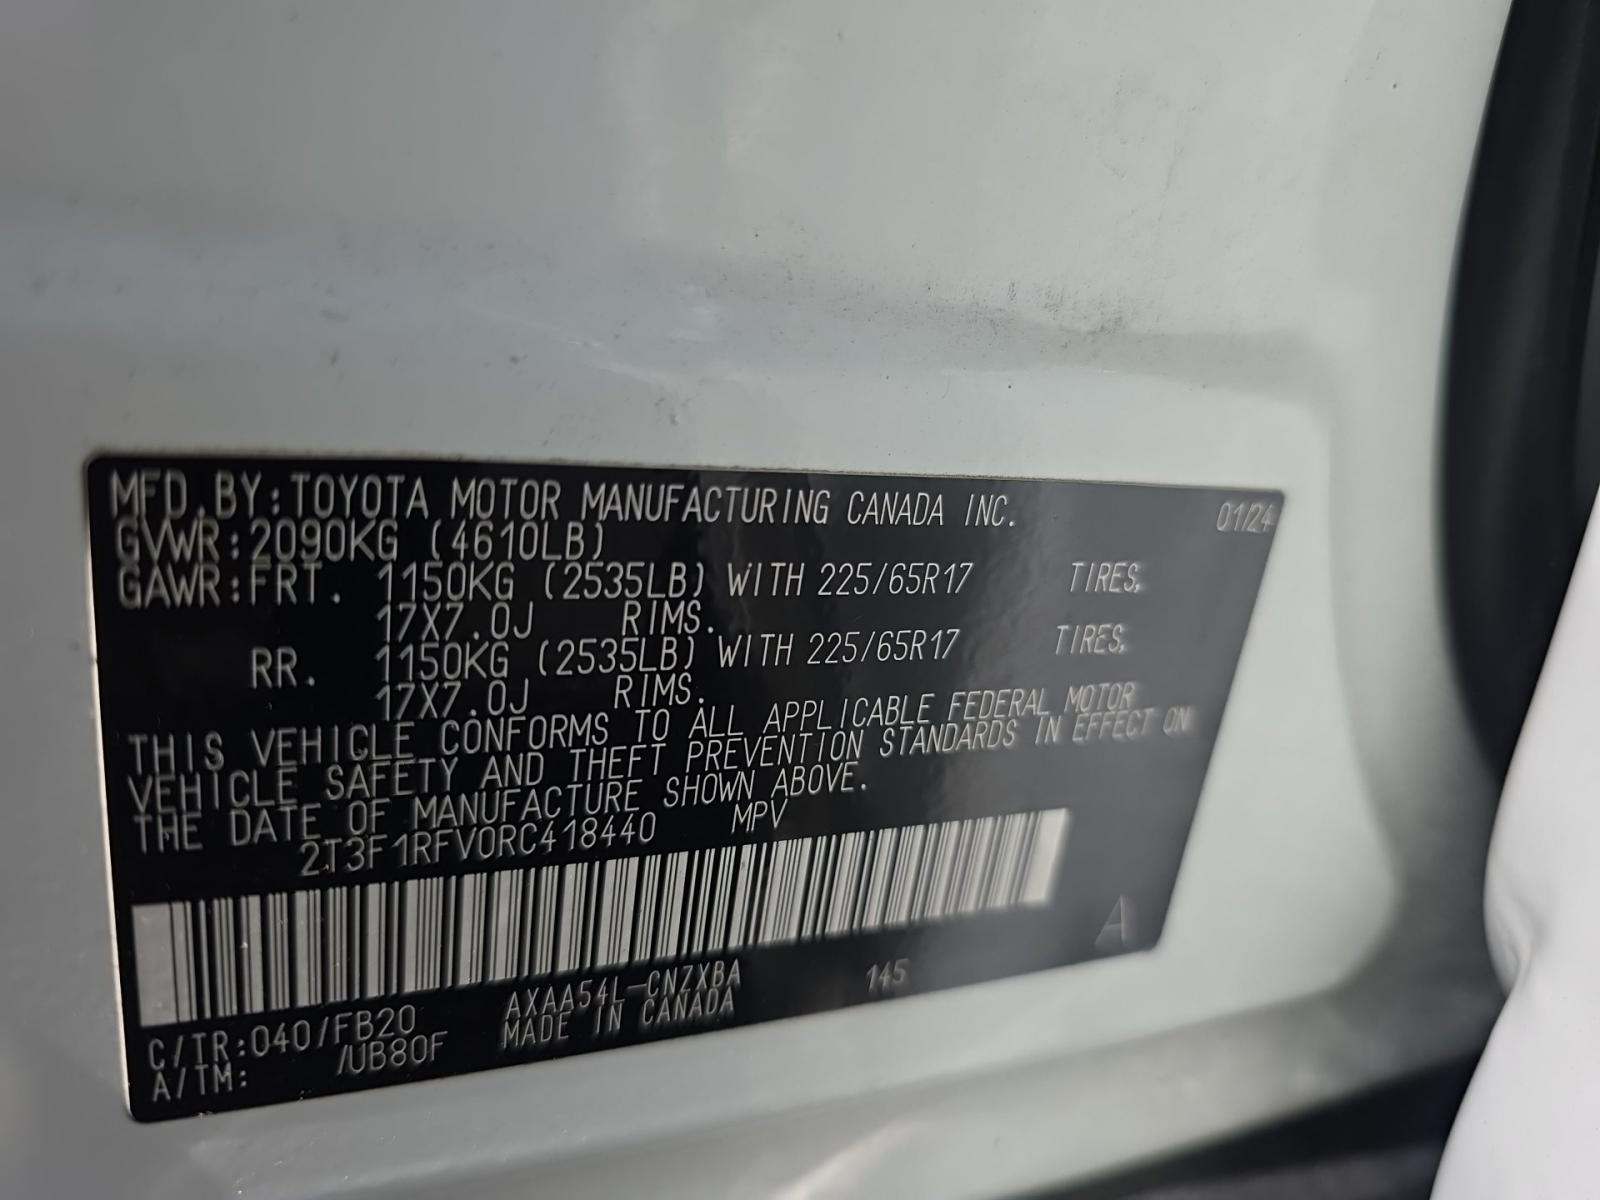 MFD.BY:TOYOTA MOTOR MANUFACTURING CANADA INC. 01/24
GVWR:2090KG (4610LB)
GAWR:FRT. 1150KG (2535LB) WITH 225/65R17 TIRES,
17X7.0J RIMS.
RR. 1150KG (2535LB) WITH 225/65R17 TIRES,
17X7.0J RIMS.
THIS VEHICLE CONFORMS TO ALL APPLICABLE FEDERAL MOTOR
VEHICLE SAFETY AND THEFT PREVENTION STANDARDS IN EFFECT ON
THE DATE OF MANUFACTURE SHOWN ABOVE.
2T3F1RFV0RC418440 MPV
A
AXAA54L-CNZXBA 145
C/TR:040/FB20 MADE IN CANADA
A/TM: /UB80F